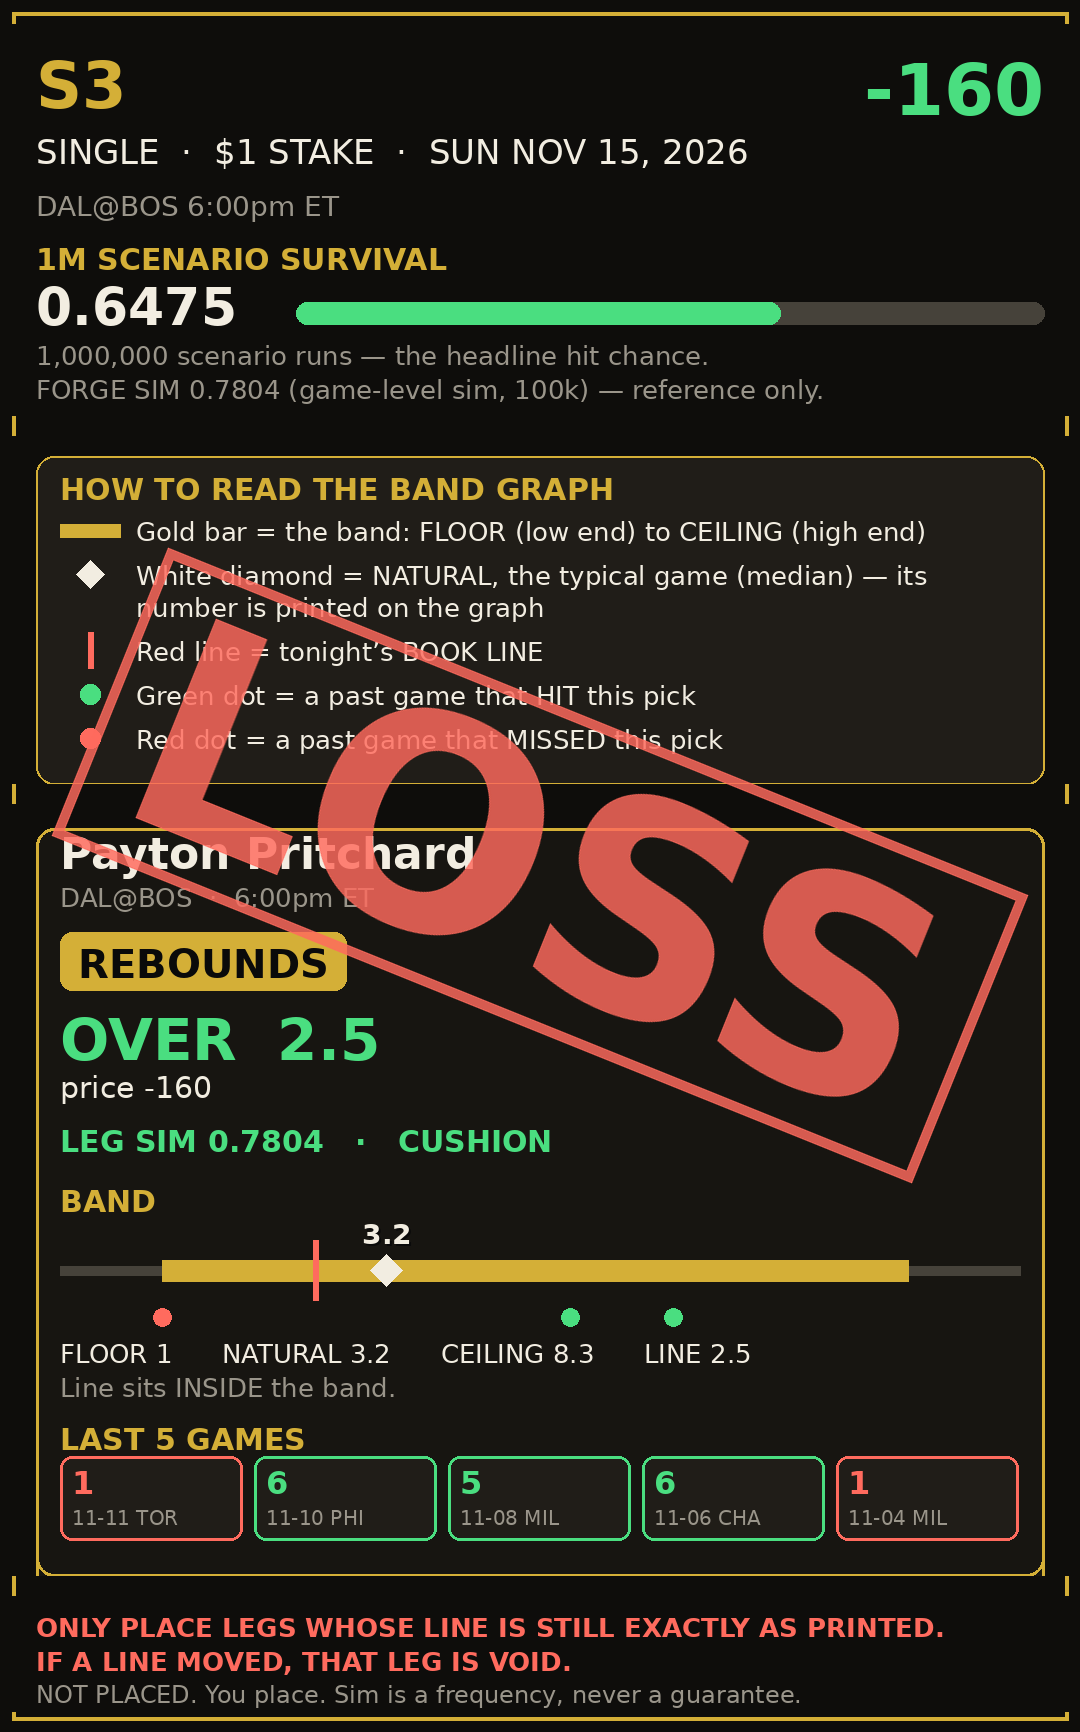 S3
-160
SINGLE · $1 STAKE · SUN NOV 15, 2026
DAL@BOS 6:00pm ET
1M SCENARIO SURVIVAL
0.6475
1,000,000 scenario runs — the headline hit chance.
FORGE SIM 0.7804 (game-level sim, 100k) — reference only.
HOW TO READ THE BAND GRAPH
Gold bar = the band: FLOOR (low end) to CEILING (high end)
White diamond = NATURAL, the typical game (median) — its
number is printed on the graph
Red line = tonight’s BOOK LINE
Green dot = a past game that HIT this pick
Red dot = a past game that MISSED this pick
LOSS
Payton Pritchard
DAL@BOS · 6:00pm ET
REBOUNDS
OVER 2.5
price -160
LEG SIM 0.7804 · CUSHION
BAND
3.2
FLOOR 1 NATURAL 3.2 CEILING 8.3 LINE 2.5
Line sits INSIDE the band.
LAST 5 GAMES
1 6 5 6 1
11-11 TOR 11-10 PHI 11-08 MIL 11-06 CHA 11-04 MIL
ONLY PLACE LEGS WHOSE LINE IS STILL EXACTLY AS PRINTED.
IF A LINE MOVED, THAT LEG IS VOID.
NOT PLACED. You place. Sim is a frequency, never a guarantee.